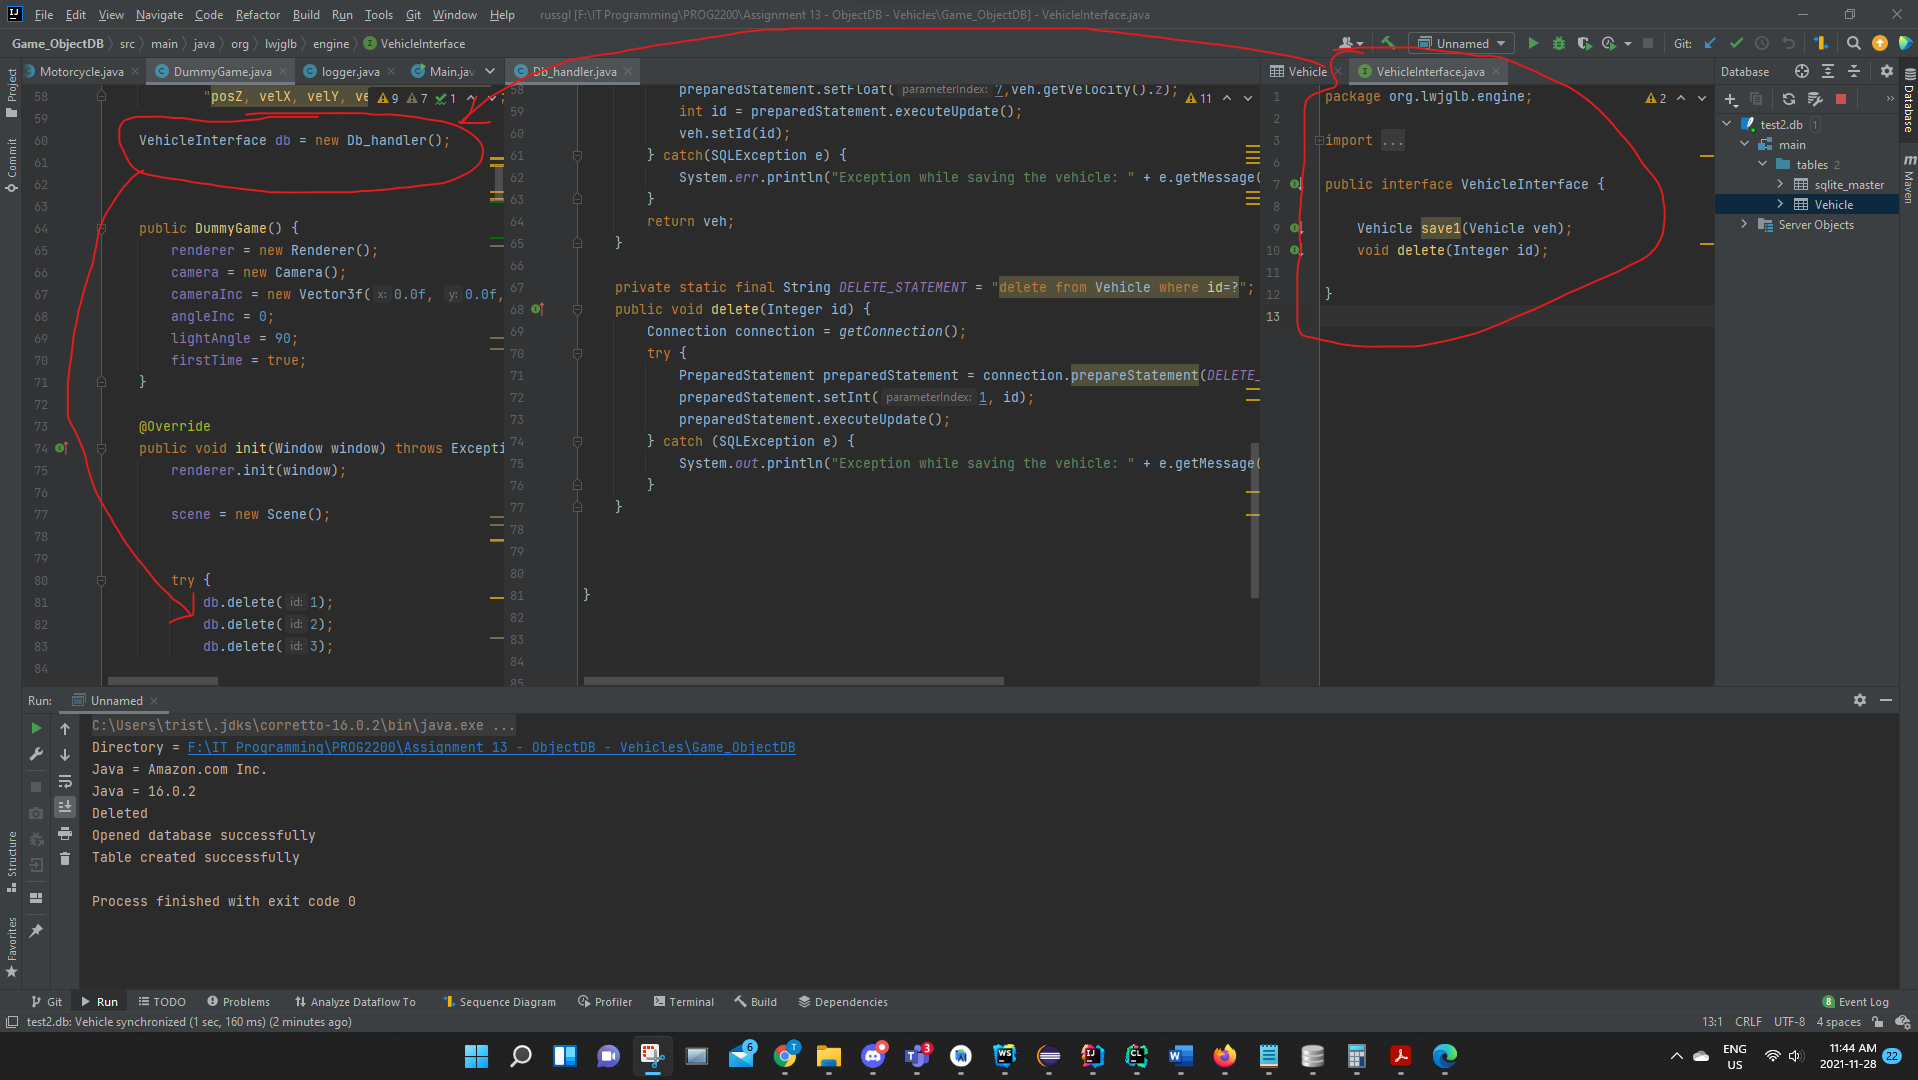 File Edit View Navigate Code Refactor Build Run Tools Git Window Help russgl [F:\IT Programming\PROG2200\Assignment 13 - ObjectDB - Vehicles\Game_ObjectDB] - VehicleInterface.java
Game_ObjectDB src main java org lwjglb engine VehicleInterface
Unnamed Git:
Project
Commit
Structure
Favorites
Motorcycle.java DummyGame.java logger.java Main.jav
58 "posZ, velX, velY, ve 9 7 1
59
60 VehicleInterface db = new Db_handler();
61
62
63
64 public DummyGame() {
65 renderer = new Renderer();
66 camera = new Camera();
67 cameraInc = new Vector3f( x: 0.0f, y: 0.0f,
68 angleInc = 0;
69 lightAngle = 90;
70 firstTime = true;
71 }
72
73 @Override
74 public void init(Window window) throws Excepti
75 renderer.init(window);
76
77 scene = new Scene();
78
79
80 try {
81 db.delete( id: 1);
82 db.delete( id: 2);
83 db.delete( id: 3);
84
Db_handler.java
58 preparedStatement.setFloat( parameterIndex: 7,veh.getVelocity().z); 11
59 int id = preparedStatement.executeUpdate();
60 veh.setId(id);
61 } catch(SQLException e) {
62 System.err.println("Exception while saving the vehicle: " + e.getMessage(
63 }
64 return veh;
65 }
66
67 private static final String DELETE_STATEMENT = "delete from Vehicle where id=?";
68 public void delete(Integer id) {
69 Connection connection = getConnection();
70 try {
71 PreparedStatement preparedStatement = connection.prepareStatement(DELETE_
72 preparedStatement.setInt( parameterIndex: 1, id);
73 preparedStatement.executeUpdate();
74 } catch (SQLException e) {
75 System.out.println("Exception while saving the vehicle: " + e.getMessage(
76 }
77 }
78
79
80
81 }
82
83
84
85
Vehicle VehicleInterface.java
1 package org.lwjglb.engine; 2
2
3 import ...
6
7 public interface VehicleInterface {
8
9 Vehicle save1(Vehicle veh);
10 void delete(Integer id);
11
12 }
13
Database
test2.db 1
main
tables 2
sqlite_master
Vehicle
Server Objects
Database
Maven
Run: Unnamed
C:\Users\trist\.jdks\corretto-16.0.2\bin\java.exe ...
Directory = F:\IT Programming\PROG2200\Assignment 13 - ObjectDB - Vehicles\Game_ObjectDB
Java = Amazon.com Inc.
Java = 16.0.2
Deleted
Opened database successfully
Table created successfully
Process finished with exit code 0
Git Run TODO Problems Analyze Dataflow To Sequence Diagram Profiler Terminal Build Dependencies 8 Event Log
test2.db: Vehicle synchronized (1 sec, 160 ms) (2 minutes ago) 13:1 CRLF UTF-8 4 spaces
6 T 3 WS IJ CL W
ENG
US
11:44 AM
2021-11-28
22